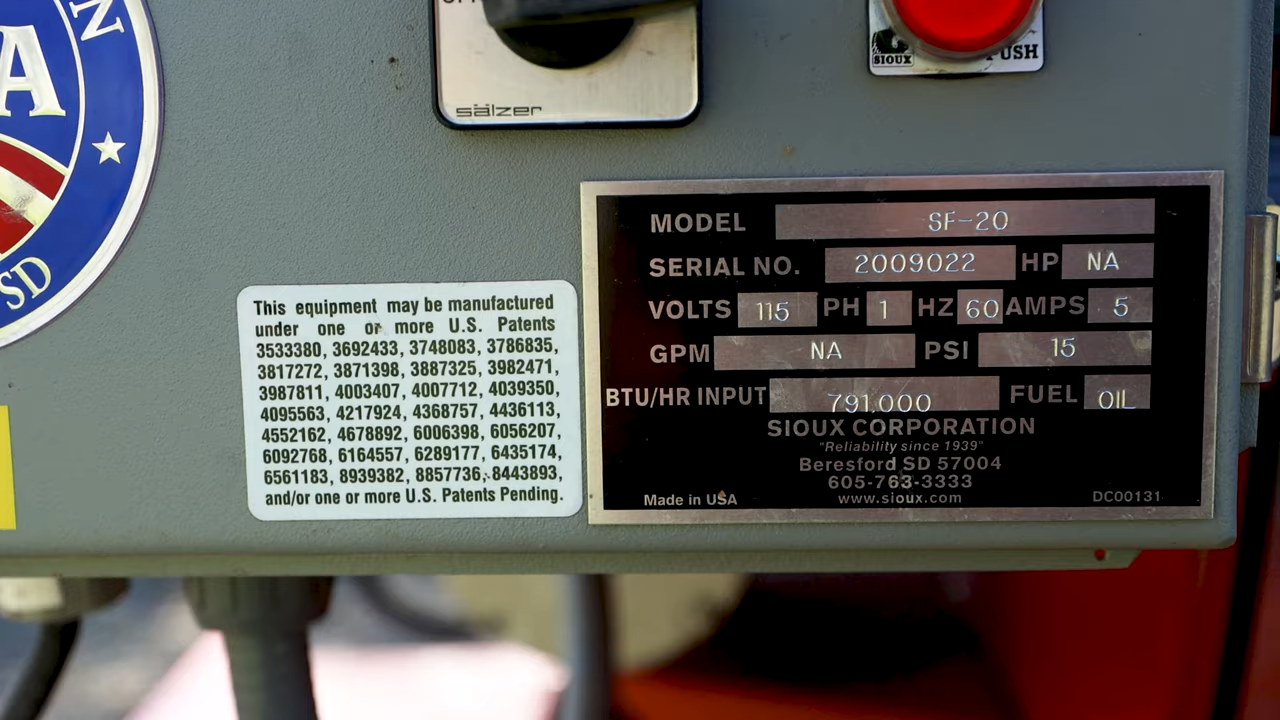 N
A
SD
sälzer
SIOUX
PUSH
This equipment may be manufactured
under one or more U.S. Patents
3533380, 3692433, 3748083, 3786835,
3817272, 3871398, 3887325, 3982471,
3987811, 4003407, 4007712, 4039350,
4095563, 4217924, 4368757, 4436113,
4552162, 4678892, 6006398, 6056207,
6092768, 6164557, 6289177, 6435174,
6561183, 8939382, 8857736, 8443893,
and/or one or more U.S. Patents Pending.
MODEL SF-20
SERIAL NO. 2009022 HP NA
VOLTS 115 PH 1 HZ 60 AMPS 5
GPM NA PSI 15
BTU/HR INPUT 791,000 FUEL OIL
SIOUX CORPORATION
"Reliability since 1939"
Beresford SD 57004
605-763-3333
Made in USA www.sioux.com DC00131